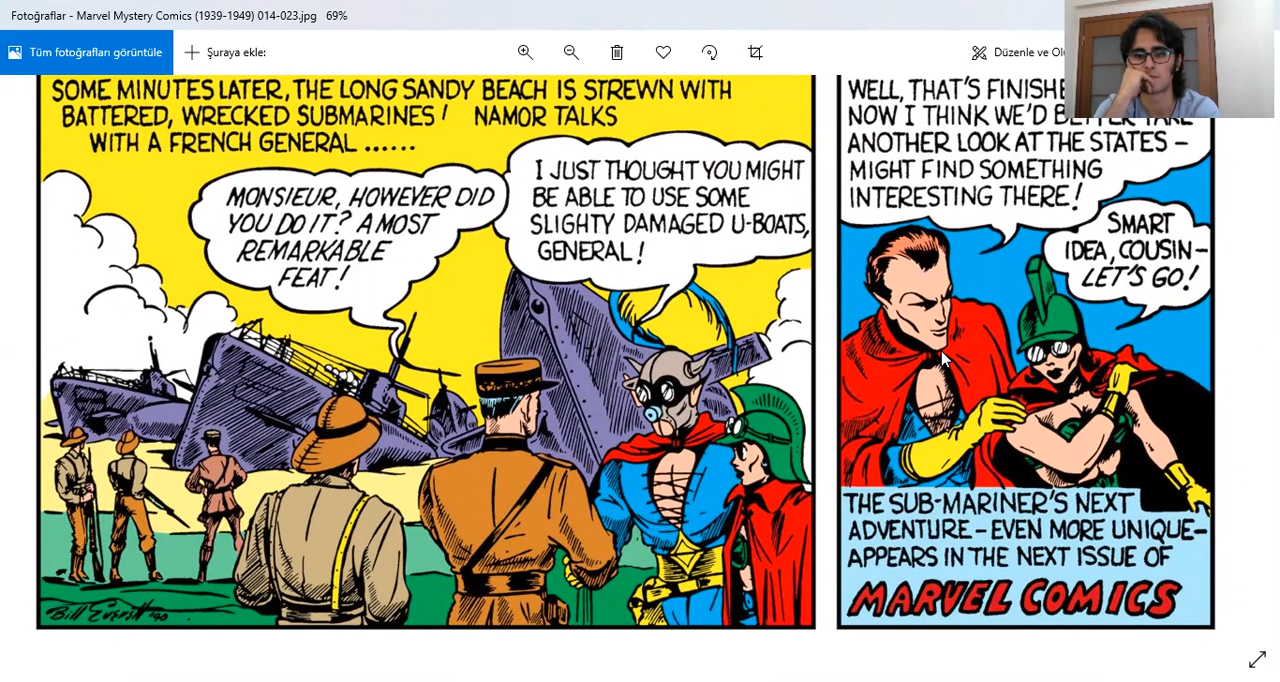 Fotoğraflar - Marvel Mystery Comics (1939-1949) 014-023.jpg 69%
Tüm fotoğrafları görüntüle
Şuraya ekle:
Düzenle ve
SOME MINUTES LATER, THE LONG SANDY BEACH IS STREWN WITH
BATTERED, WRECKED SUBMARINES! NAMOR TALKS
WITH A FRENCH GENERAL ......
MONSIEUR, HOWEVER DID
YOU DO IT? A MOST
REMARKABLE
FEAT!
I JUST THOUGHT YOU MIGHT
BE ABLE TO USE SOME
SLIGHTY DAMAGED U-BOATS,
GENERAL!
Bill Everett '40
WELL, THAT'S
NOW I THINK WE'D BETTER TAKE
ANOTHER LOOK AT THE STATES –
MIGHT FIND SOMETHING
INTERESTING THERE!
SMART
IDEA, COUSIN–
LET'S GO!
THE SUB-MARINER'S NEXT
ADVENTURE – EVEN MORE UNIQUE–
APPEARS IN THE NEXT ISSUE OF
MARVEL COMICS